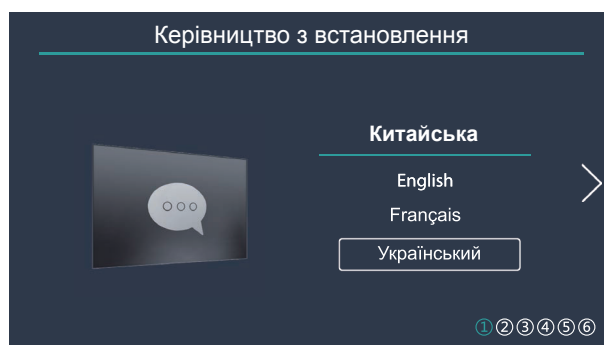 Керівництво з встановлення
Китайська
English
Français
Український
①②③④⑤⑥